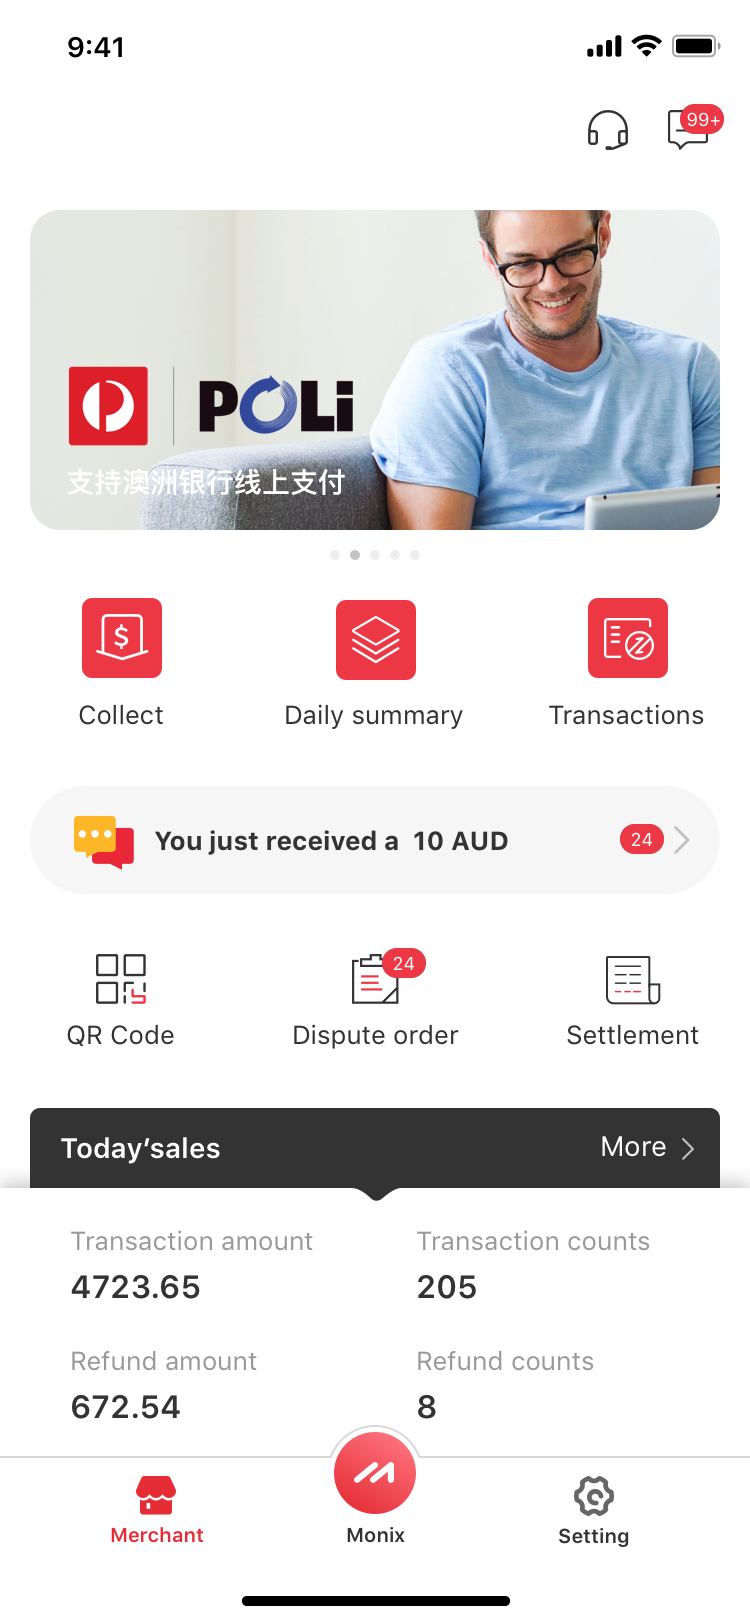 9:41
99+
POLi
支持澳洲银行线上支付
Collect
Daily summary
Transactions
You just received a 10 AUD
24
24
QR Code
Dispute order
Settlement
Today‘sales
More
Transaction amount
Transaction counts
4723.65
205
Refund amount
Refund counts
672.54
8
Merchant
Monix
Setting